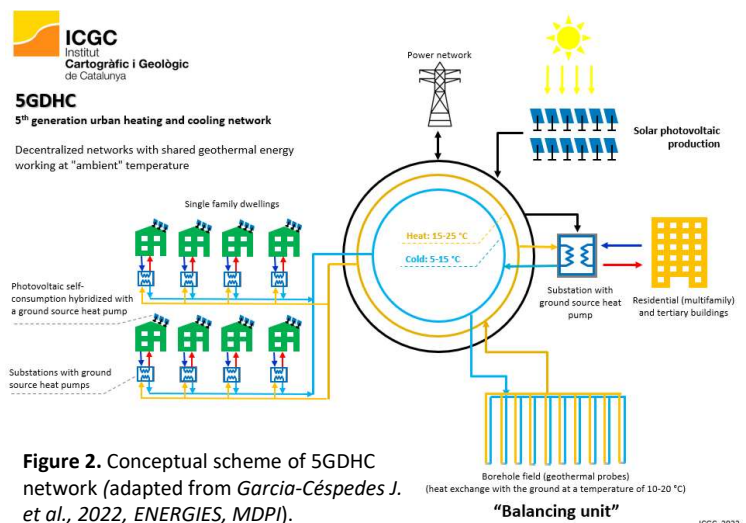 ICGC
Institut
Cartogràfic i Geològic
de Catalunya
5GDHC
5th generation urban heating and cooling network
Decentralized networks with shared geothermal energy
working at "ambient" temperature
Power network
Solar photovoltaic
production
Single family dwellings
Heat: 15-25 °C
Cold: 5-15 °C
Photovoltaic self-
consumption hybridized with
a ground source heat pump
Substations with ground
source heat pumps
Substation with
ground source heat
pump
Residential (multifamily)
and tertiary buildings
Borehole field (geothermal probes)
(heat exchange with the ground at a temperature of 10-20 °C)
“Balancing unit”
Figure 2. Conceptual scheme of 5GDHC
network (adapted from Garcia-Céspedes J.
et al., 2022, ENERGIES, MDPI).